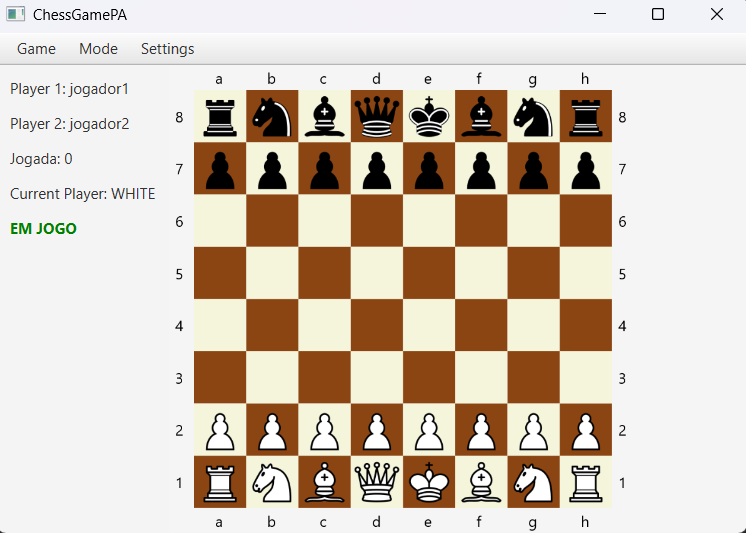 ChessGamePA
Game Mode Settings
Player 1: jogador1
Player 2: jogador2
Jogada: 0
Current Player: WHITE
EM JOGO
a b c d e f g h
8 8
7 7
6 6
5 5
4 4
3 3
2 2
1 1
a b c d e f g h